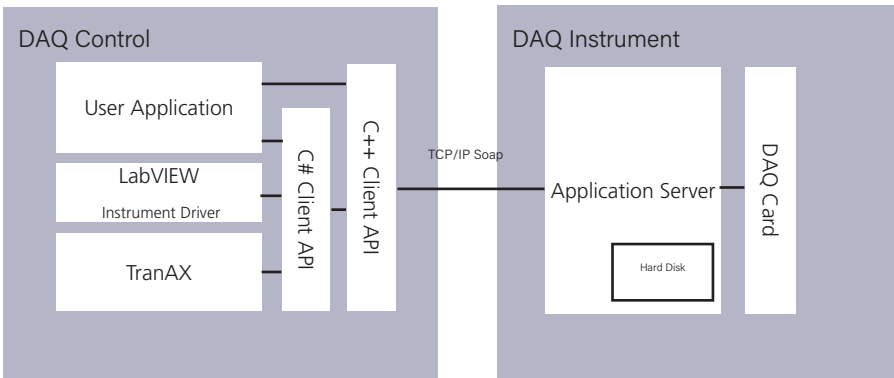 DAQ Control
User Application
LabVIEW
Instrument Driver
TranAX
C# Client API
C++ Client API
TCP/IP Soap
DAQ Instrument
Application Server
Hard Disk
DAQ Card